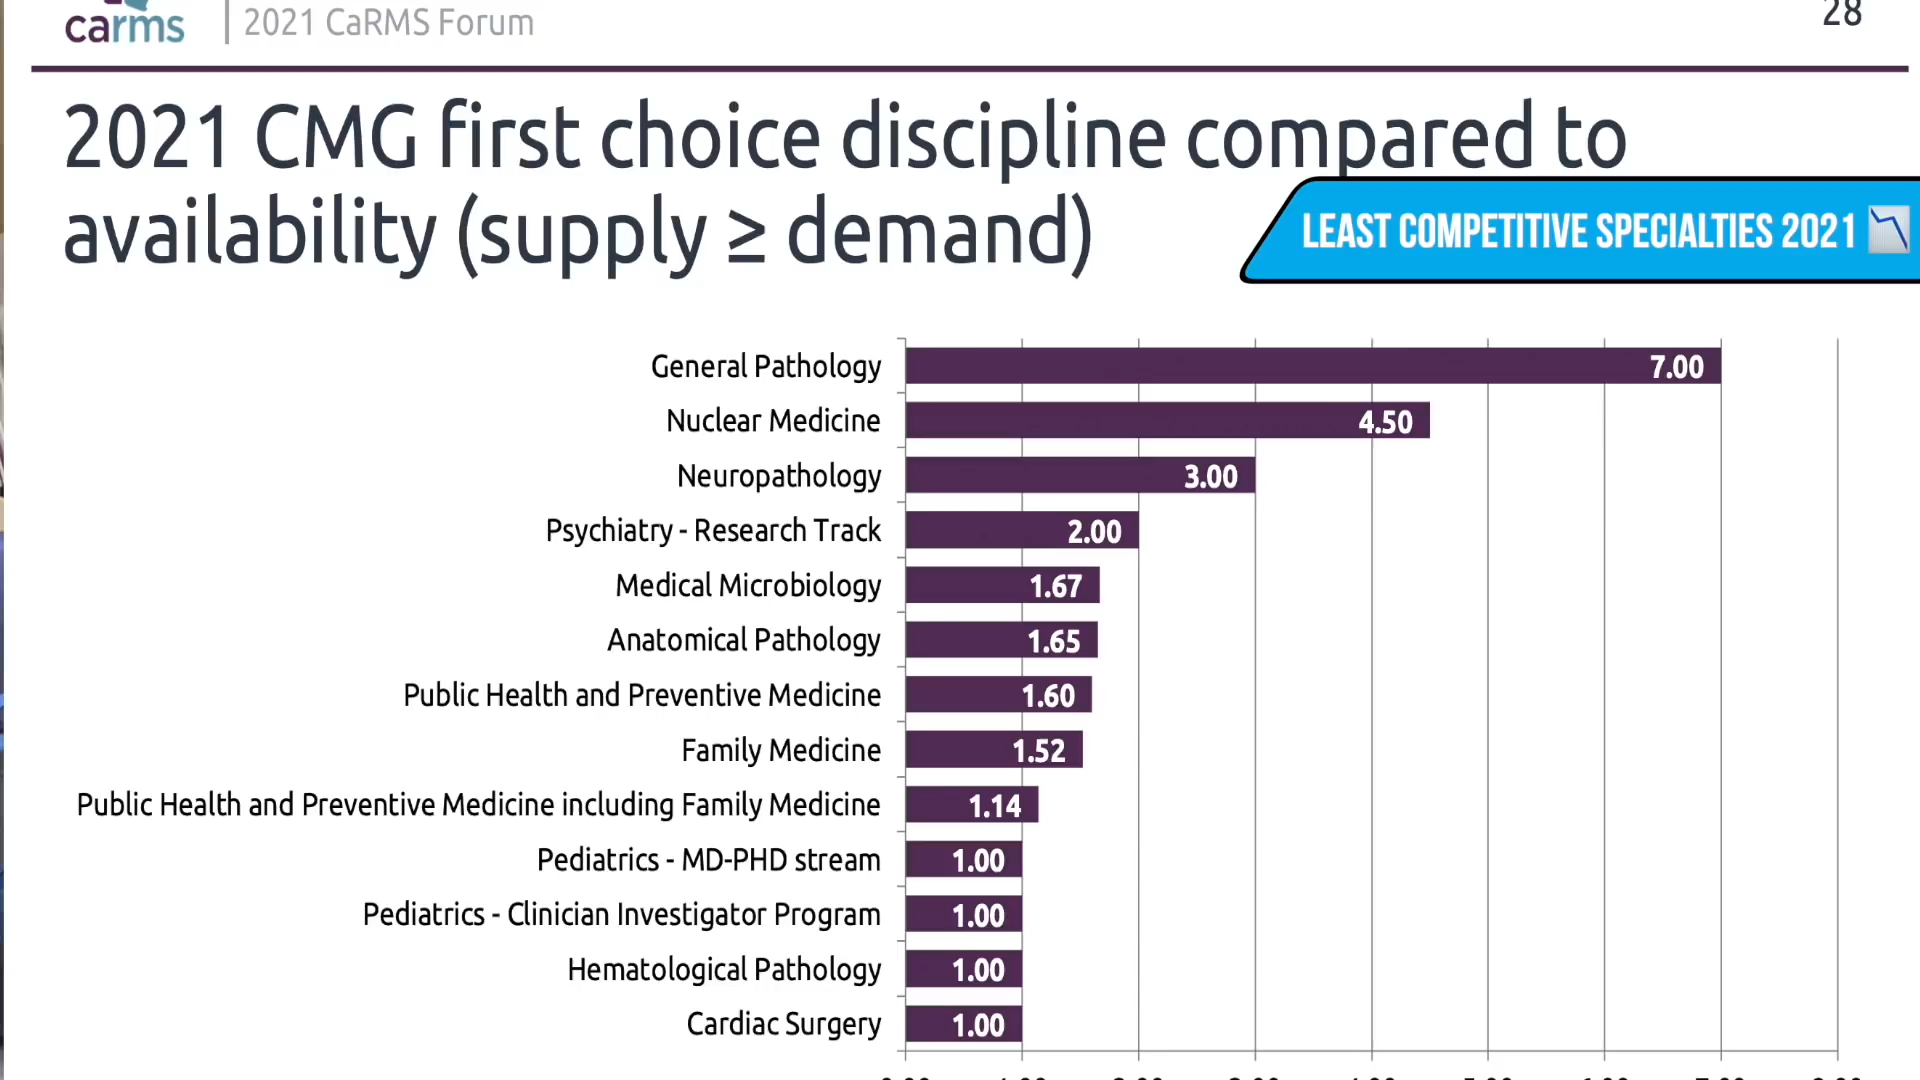 carms | 2021 CaRMS Forum
28
2021 CMG first choice discipline compared to
availability (supply ≥ demand)
LEAST COMPETITIVE SPECIALTIES 2021
General Pathology 7.00
Nuclear Medicine 4.50
Neuropathology 3.00
Psychiatry - Research Track 2.00
Medical Microbiology 1.67
Anatomical Pathology 1.65
Public Health and Preventive Medicine 1.60
Family Medicine 1.52
Public Health and Preventive Medicine including Family Medicine 1.14
Pediatrics - MD-PHD stream 1.00
Pediatrics - Clinician Investigator Program 1.00
Hematological Pathology 1.00
Cardiac Surgery 1.00